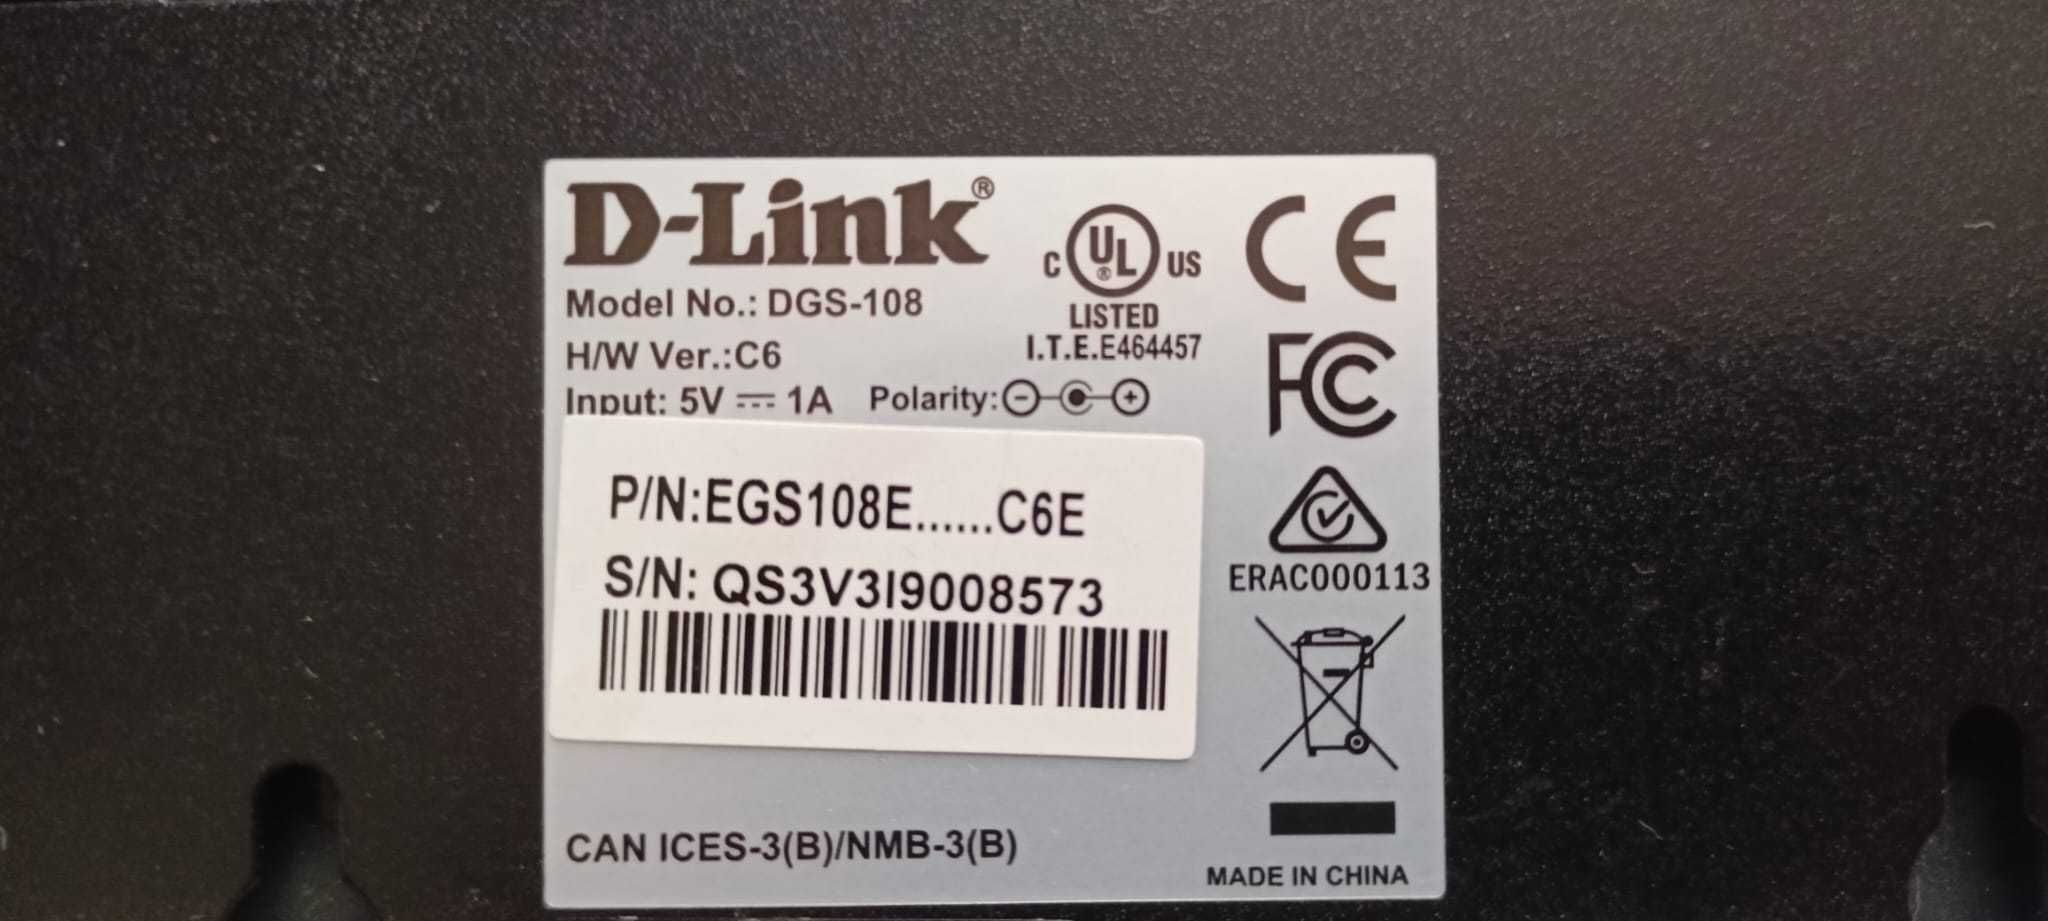 D-Link®
Model No.: DGS-108
H/W Ver.:C6
Input: 5V ⎓ 1A
Polarity:
C UL® US
LISTED
I.T.E.E464457
CE
FC
P/N:EGS108E......C6E
S/N: QS3V3I9008573
ERAC000113
CAN ICES-3(B)/NMB-3(B)
MADE IN CHINA